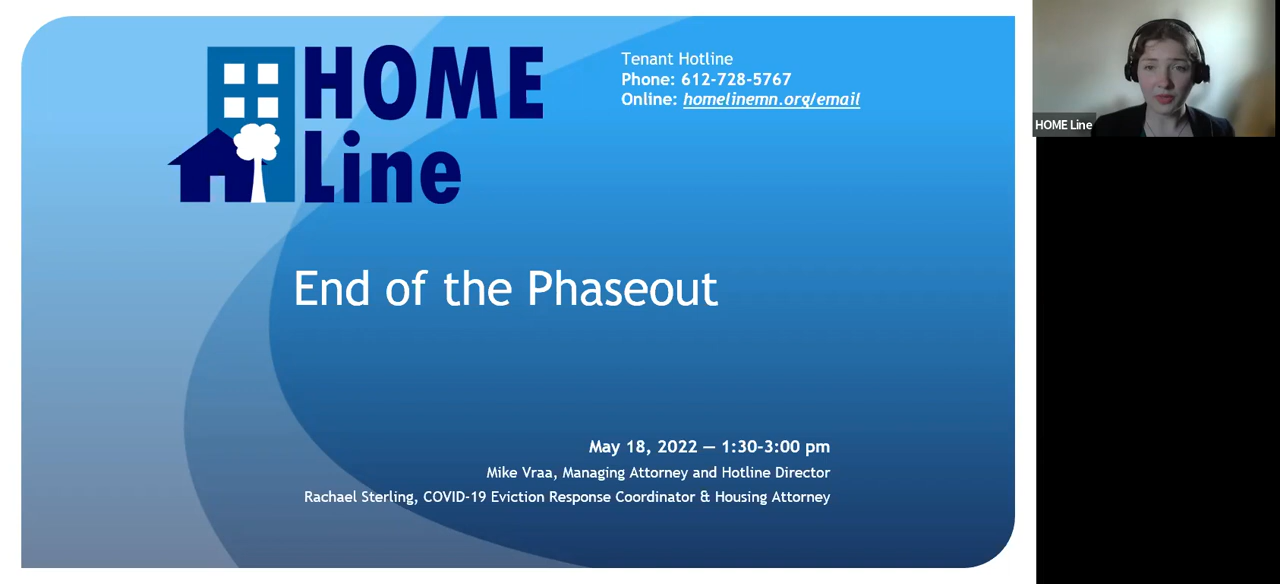 HOME
Line
Tenant Hotline
Phone: 612-728-5767
Online: homelinemn.org/email
End of the Phaseout
May 18, 2022 — 1:30-3:00 pm
Mike Vraa, Managing Attorney and Hotline Director
Rachael Sterling, COVID-19 Eviction Response Coordinator & Housing Attorney
HOME Line